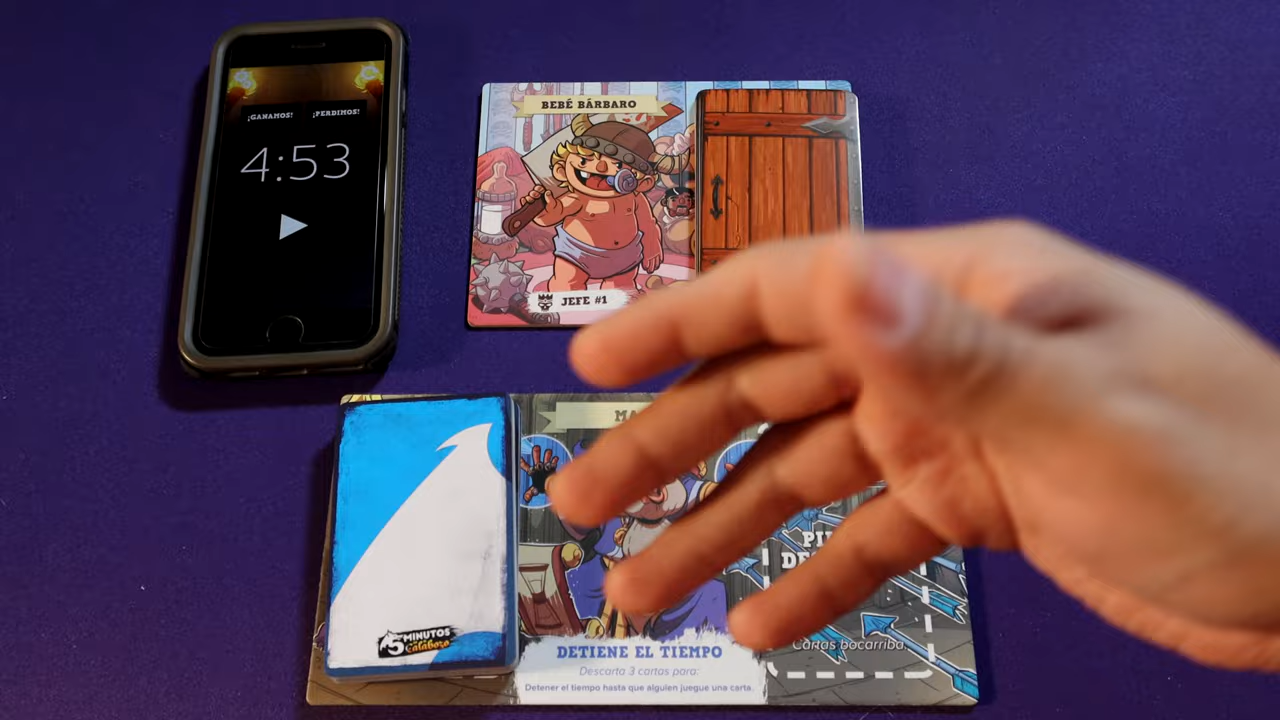 ¡GANAMOS! ¡PERDIMOS!
4:53
BEBÉ BÁRBARO
JEFE #1
5 MINUTOS
Calabozo
DETIENE EL TIEMPO
Descarta 3 cartas para:
Detener el tiempo hasta que alguien juegue una carta.
Cartas bocarriba.